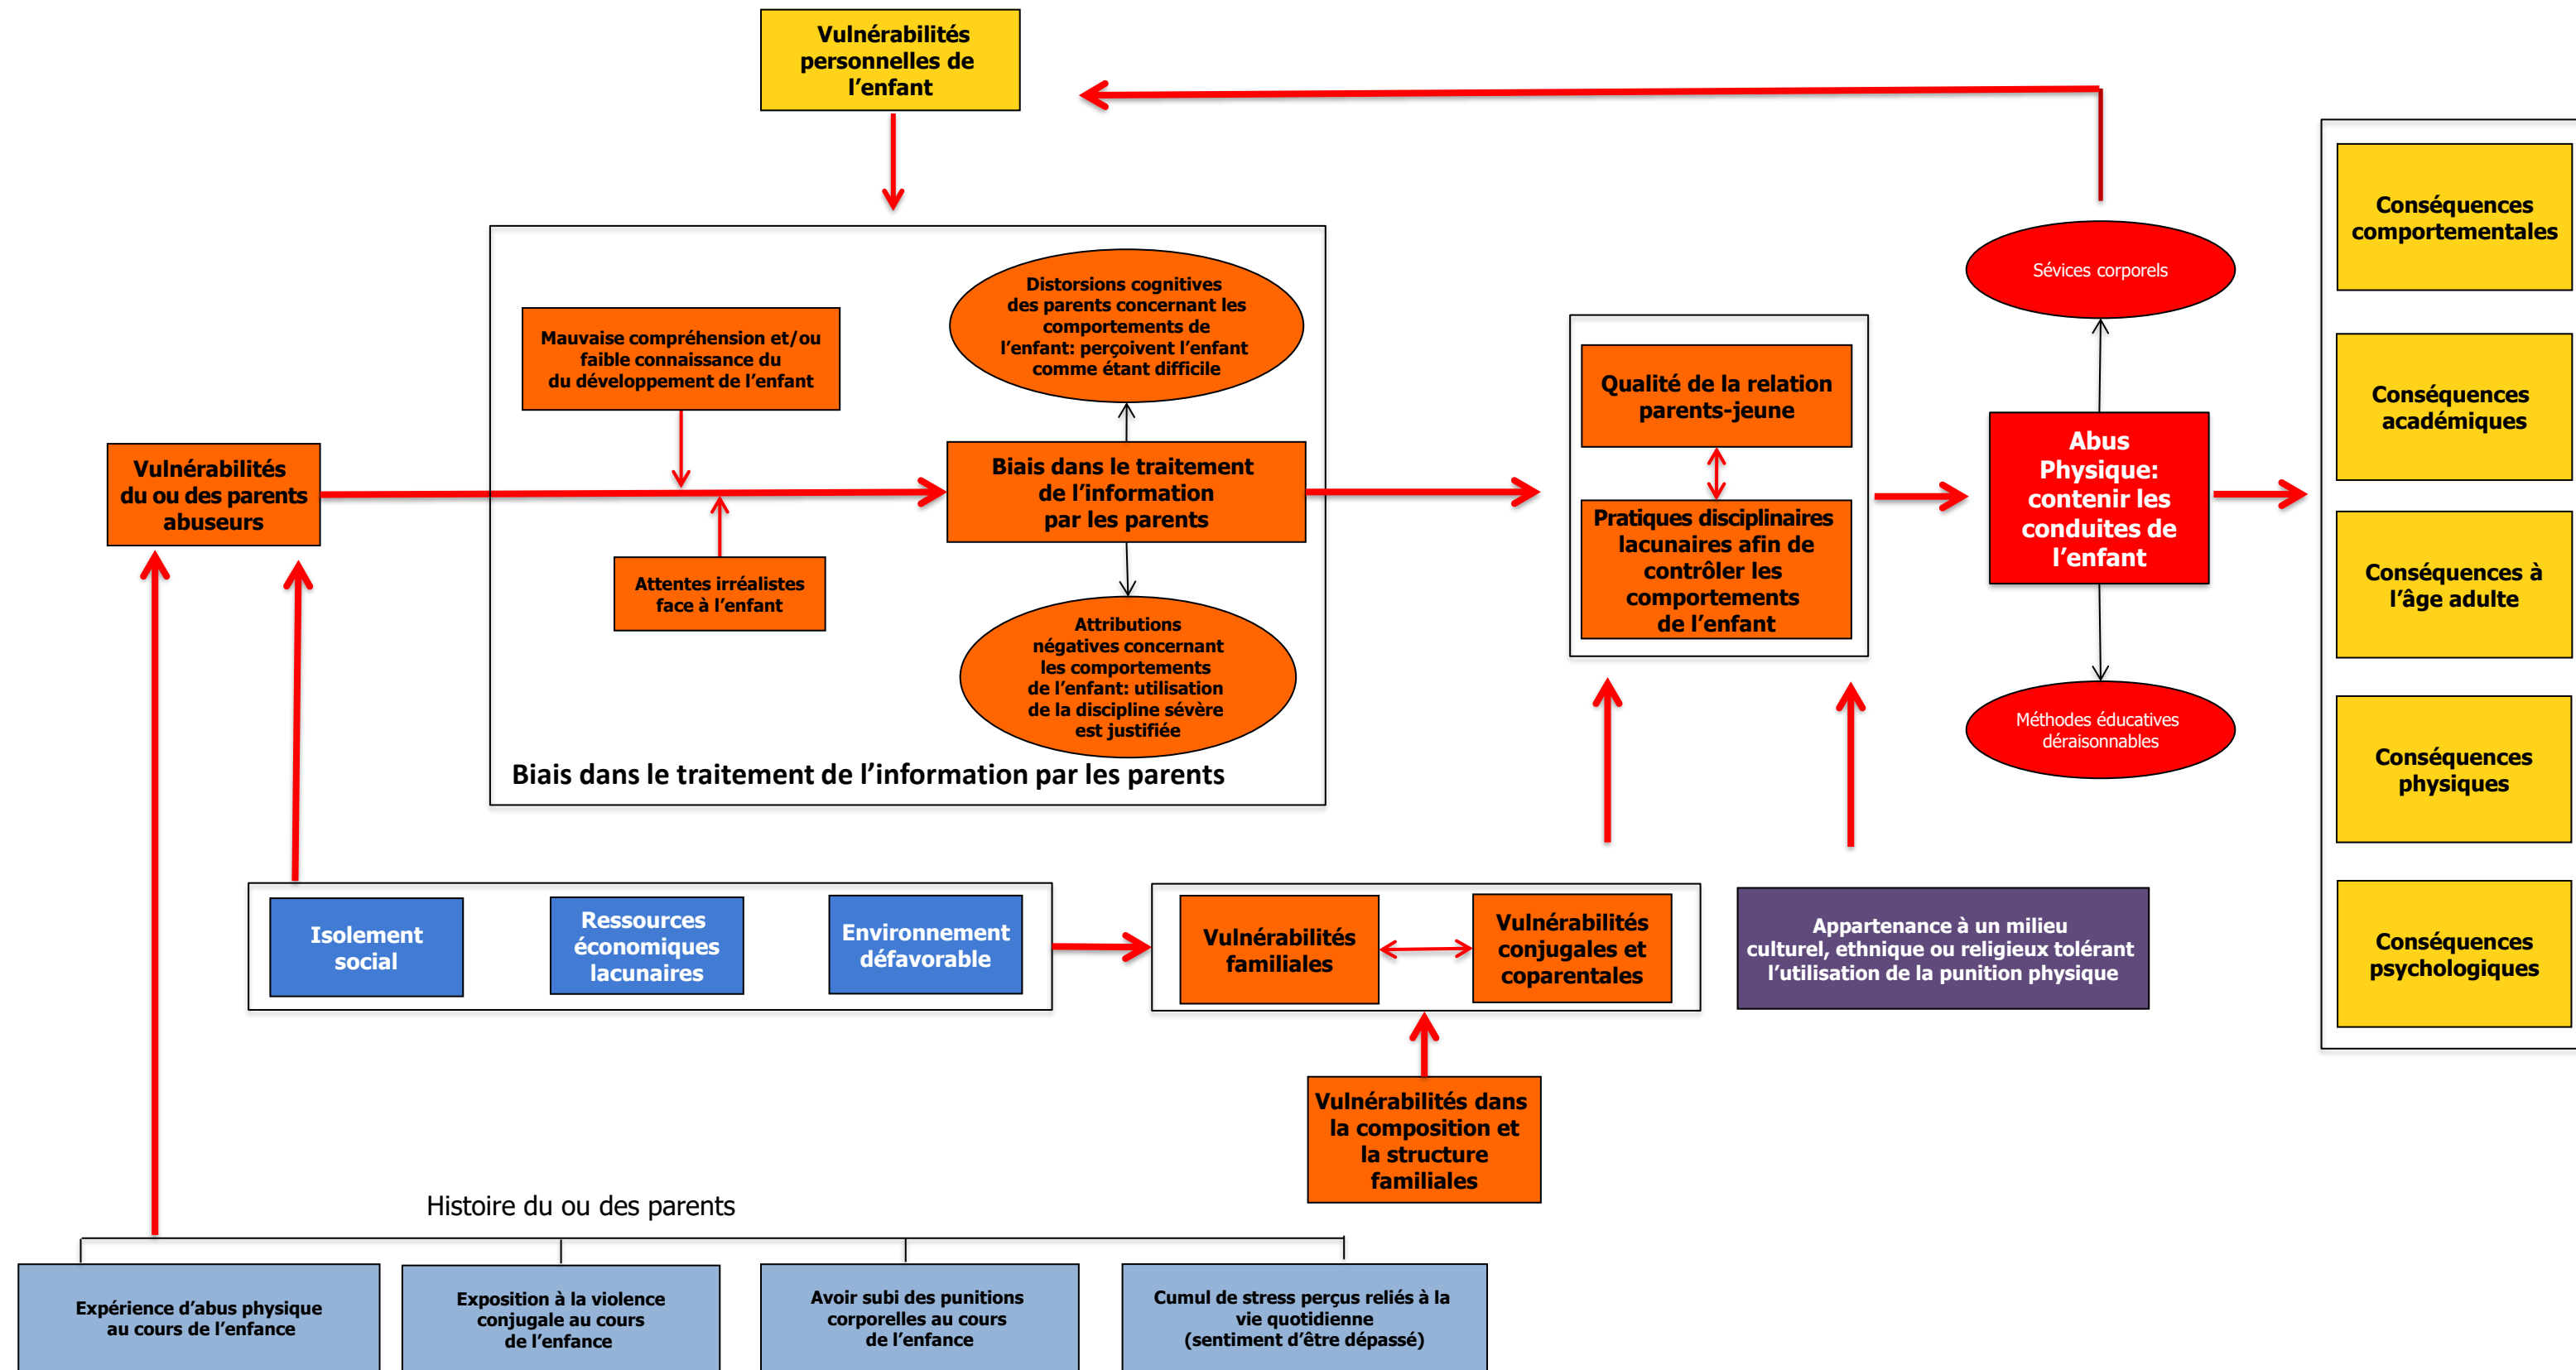 Vulnérabilités
personnelles de
l’enfant
Distorsions cognitives
des parents concernant les
comportements de
l’enfant: perçoivent l’enfant
comme étant difficile
Mauvaise compréhension et/ou
faible connaissance du
du développement de l’enfant
Vulnérabilités
du ou des parents
abuseurs
Biais dans le traitement
de l’information
par les parents
Attentes irréalistes
face à l’enfant
Attributions
négatives concernant
les comportements
de l’enfant: utilisation
de la discipline sévère
est justifiée
Biais dans le traitement de l’information par les parents
Qualité de la relation
parents-jeune
Pratiques disciplinaires
lacunaires afin de
contrôler les
comportements
de l’enfant
Sévices corporels
Abus
Physique:
contenir les
conduites de
l’enfant
Méthodes éducatives
déraisonnables
Conséquences
comportementales
Conséquences
académiques
Conséquences à
l’âge adulte
Conséquences
physiques
Conséquences
psychologiques
Isolement
social
Ressources
économiques
lacunaires
Environnement
défavorable
Vulnérabilités
familiales
Vulnérabilités
conjugales et
coparentales
Appartenance à un milieu
culturel, ethnique ou religieux tolérant
l’utilisation de la punition physique
Vulnérabilités dans
la composition et
la structure
familiales
Histoire du ou des parents
Expérience d’abus physique
au cours de l’enfance
Exposition à la violence
conjugale au cours
de l’enfance
Avoir subi des punitions
corporelles au cours
de l’enfance
Cumul de stress perçus reliés à la
vie quotidienne
(sentiment d’être dépassé)